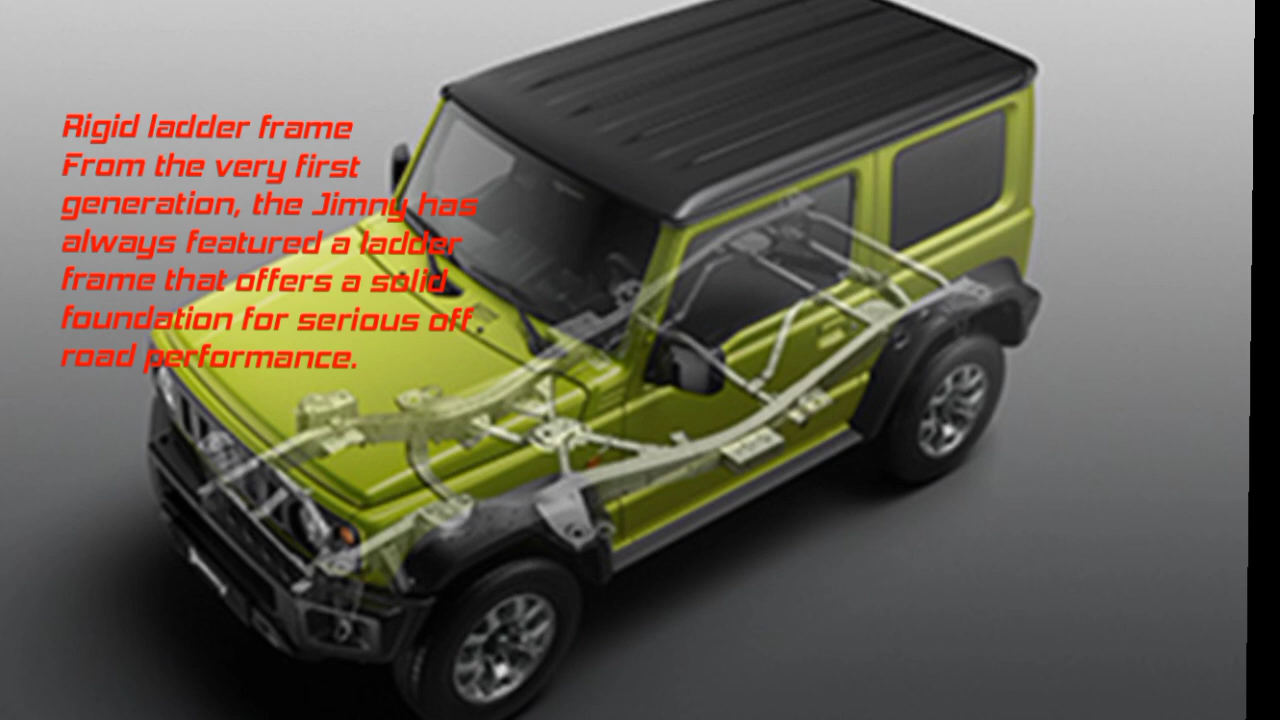 Rigid ladder frame
From the very first
generation, the Jimny has
always featured a ladder
frame that offers a solid
foundation for serious off
road performance.